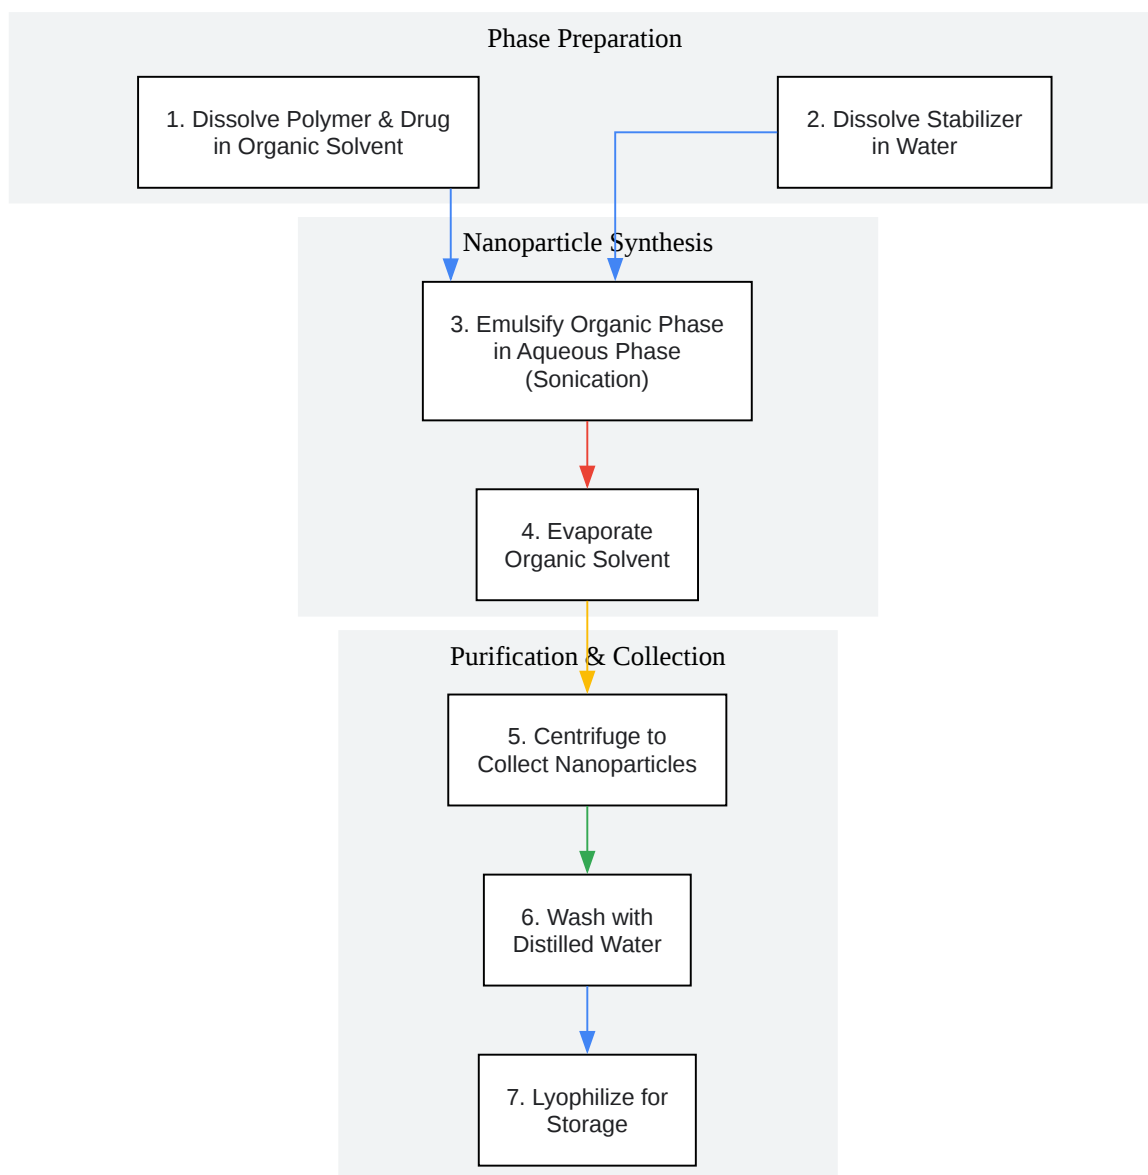 Phase Preparation
1. Dissolve Polymer & Drug
in Organic Solvent
2. Dissolve Stabilizer
in Water
Nanoparticle Synthesis
3. Emulsify Organic Phase
in Aqueous Phase
(Sonication)
4. Evaporate
Organic Solvent
Purification & Collection
5. Centrifuge to
Collect Nanoparticles
6. Wash with
Distilled Water
7. Lyophilize for
Storage